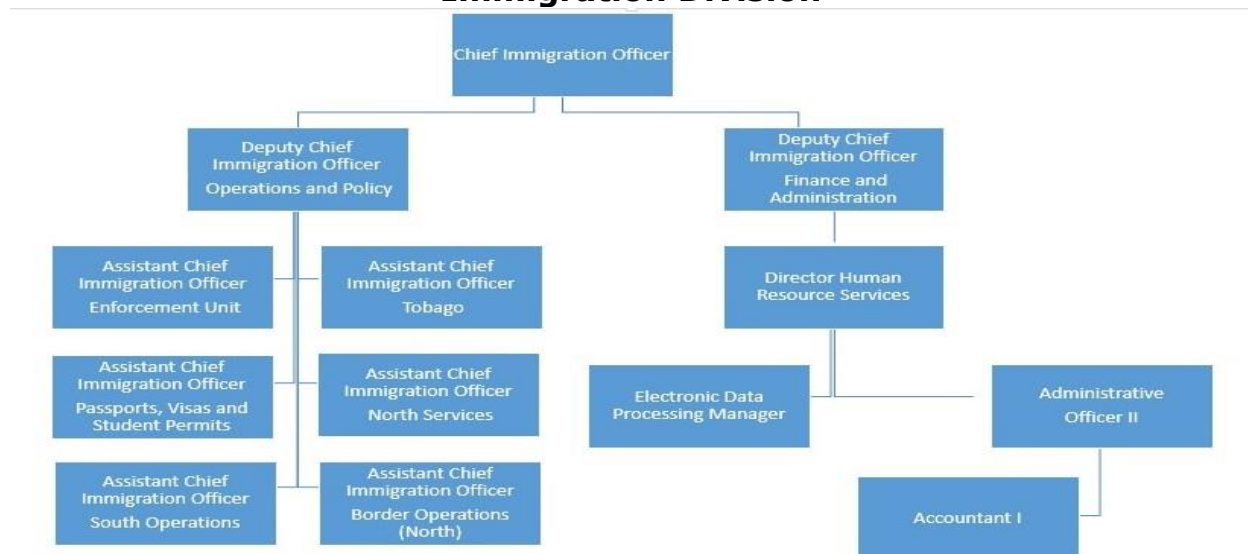 Immigration Division
Chief Immigration Officer
Deputy Chief
Immigration Officer
Operations and Policy
Deputy Chief
Immigration Officer
Finance and
Administration
Assistant Chief
Immigration Officer
Enforcement Unit
Assistant Chief
Immigration Officer
Tobago
Director Human
Resource Services
Assistant Chief
Immigration Officer
Passports, Visas and
Student Permits
Assistant Chief
Immigration Officer
North Services
Electronic Data
Processing Manager
Administrative
Officer II
Assistant Chief
Immigration Officer
South Operations
Assistant Chief
Immigration Officer
Border Operations
(North)
Accountant I